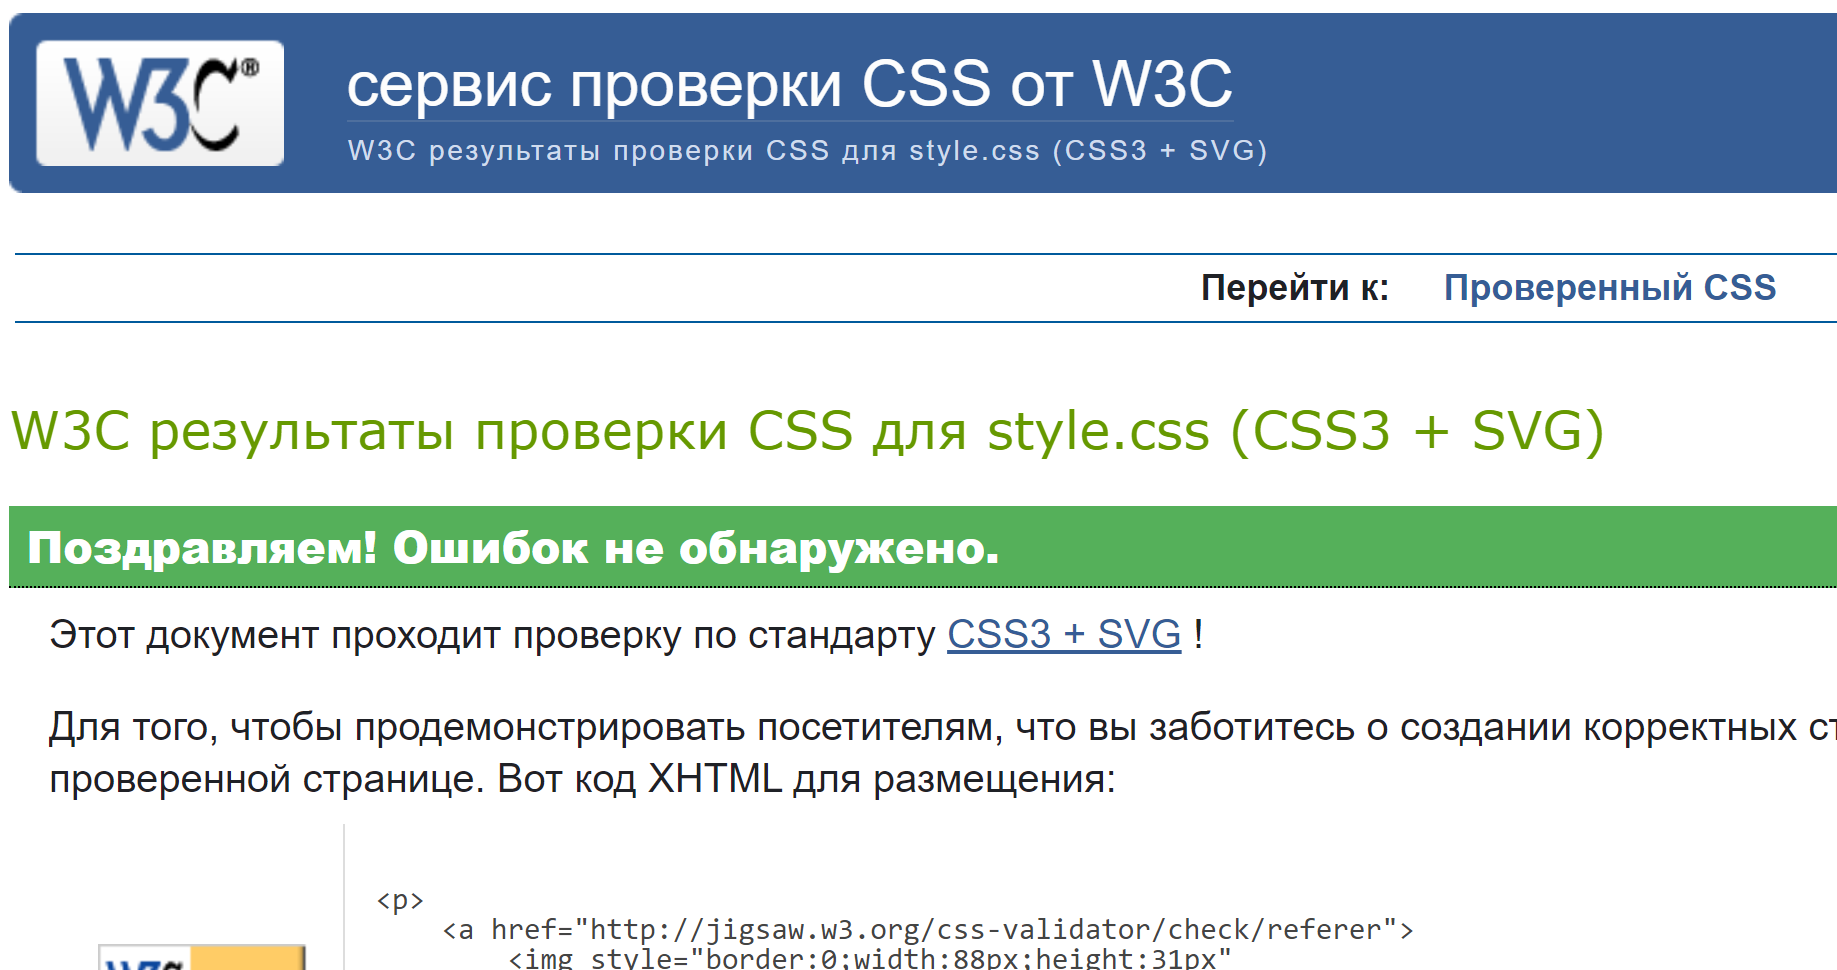 W3C®
сервис проверки CSS от W3C
W3C результаты проверки CSS для style.css (CSS3 + SVG)
Перейти к: Проверенный CSS
W3C результаты проверки CSS для style.css (CSS3 + SVG)
Поздравляем! Ошибок не обнаружено.
Этот документ проходит проверку по стандарту CSS3 + SVG !
Для того, чтобы продемонстрировать посетителям, что вы заботитесь о создании корректных
проверенной странице. Вот код XHTML для размещения:
<p>
<a href="http://jigsaw.w3.org/css-validator/check/referer">
<img style="border:0;width:88px;height:31px"
W3C